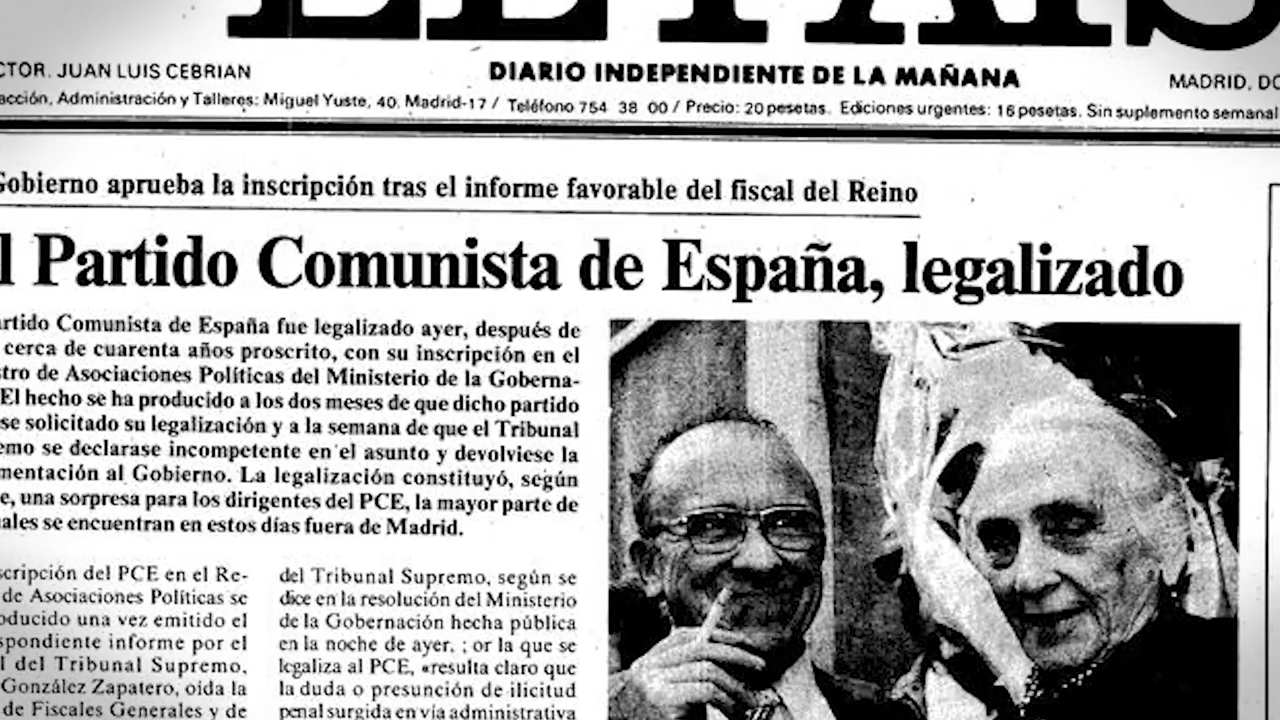 EL PAIS
CTOR. JUAN LUIS CEBRIAN
DIARIO INDEPENDIENTE DE LA MAÑANA
MADRID, DO
acción, Administración y Talleres: Miguel Yuste, 40. Madrid-17 / Teléfono 754 38 00 / Precio: 20 pesetas. Ediciones urgentes: 16 pesetas. Sin suplemento semanal
Gobierno aprueba la inscripción tras el informe favorable del fiscal del Reino
l Partido Comunista de España, legalizado
artido Comunista de España fue legalizado ayer, después de
cerca de cuarenta años proscrito, con su inscripción en el
stro de Asociaciones Políticas del Ministerio de la Goberna-
El hecho se ha producido a los dos meses de que dicho partido
se solicitado su legalización y a la semana de que el Tribunal
emo se declarase incompetente en el asunto y devolviese la
mentación al Gobierno. La legalización constituyó, según
e, una sorpresa para los dirigentes del PCE, la mayor parte de
uales se encuentran en estos días fuera de Madrid.
scripción del PCE en el Re-
de Asociaciones Políticas se
oducido una vez emitido el
spondiente informe por el
l del Tribunal Supremo,
González Zapatero, oída la
de Fiscales Generales y de
del Tribunal Supremo, según se
dice en la resolución del Ministerio
de la Gobernación hecha pública
en la noche de ayer, ; or la que se
legaliza al PCE, «resulta claro que
la duda o presunción de ilicitud
penal surgida en vía administrativa